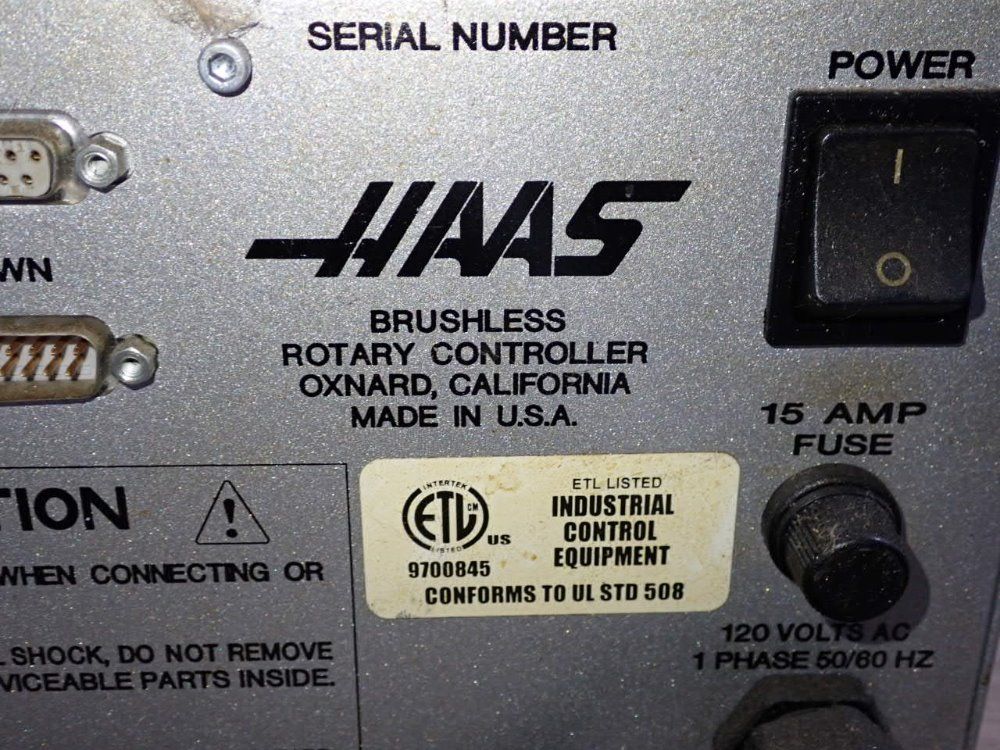 SERIAL NUMBER
POWER
I
O
WN
HAAS
BRUSHLESS
ROTARY CONTROLLER
OXNARD, CALIFORNIA
MADE IN U.S.A.
15 AMP
FUSE
TION
!
WHEN CONNECTING OR
L SHOCK, DO NOT REMOVE
VICEABLE PARTS INSIDE.
INTERTEK
ETL CM
LISTED
US
9700845
ETL LISTED
INDUSTRIAL
CONTROL
EQUIPMENT
CONFORMS TO UL STD 508
120 VOLTS AC
1 PHASE 50/60 HZ